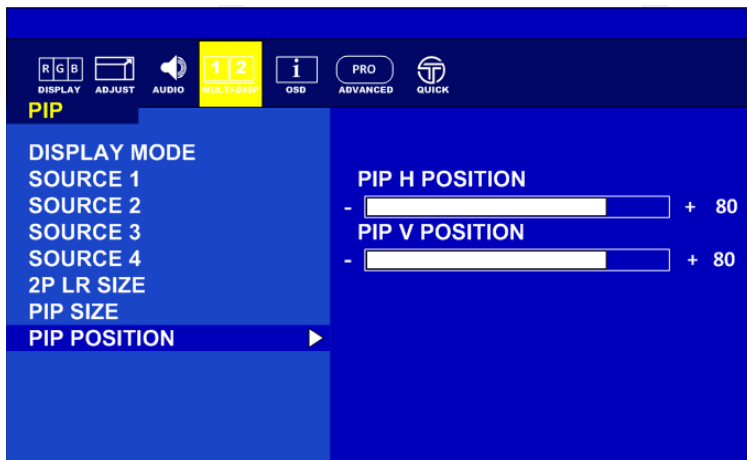 R G B
1 2
i
PRO
DISPLAY ADJUST AUDIO MULTI-DISP OSD ADVANCED QUICK
PIP
DISPLAY MODE
SOURCE 1
PIP H POSITION
SOURCE 2
- + 80
SOURCE 3
PIP V POSITION
SOURCE 4
- + 80
2P LR SIZE
PIP SIZE
PIP POSITION